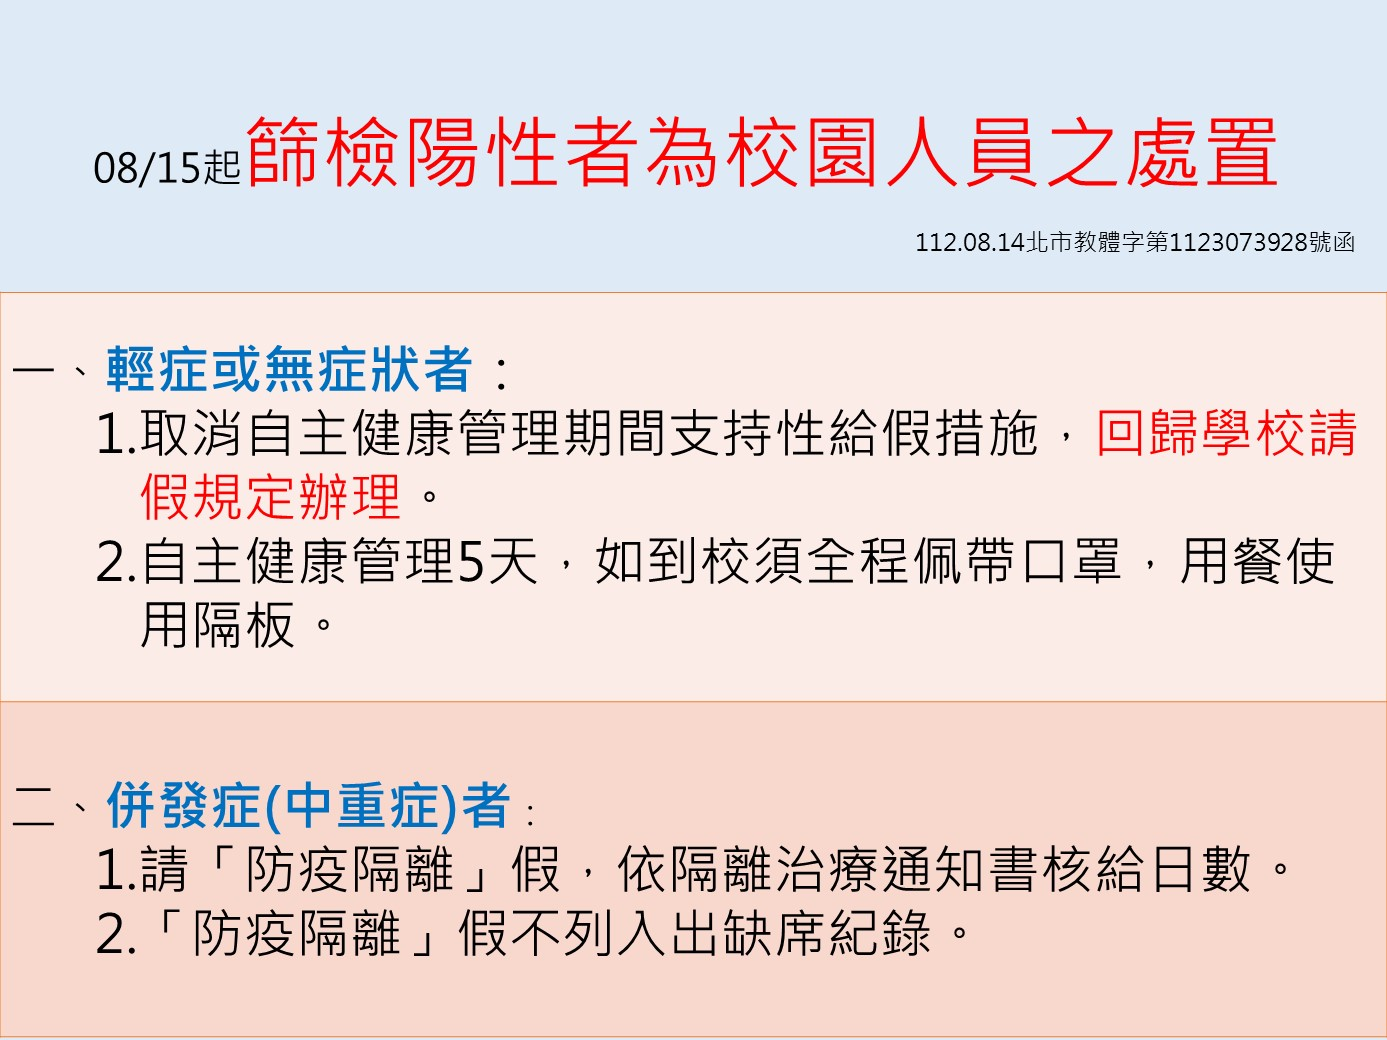 08/15起篩檢陽性者為校園人員之處置
112.08.14北市教體字第1123073928號函
一、輕症或無症狀者：
1.取消自主健康管理期間支持性給假措施，回歸學校請
假規定辦理。
2.自主健康管理5天，如到校須全程佩帶口罩，用餐使
用隔板。
二、併發症(中重症)者：
1.請「防疫隔離」假，依隔離治療通知書核給日數。
2.「防疫隔離」假不列入出缺席紀錄。